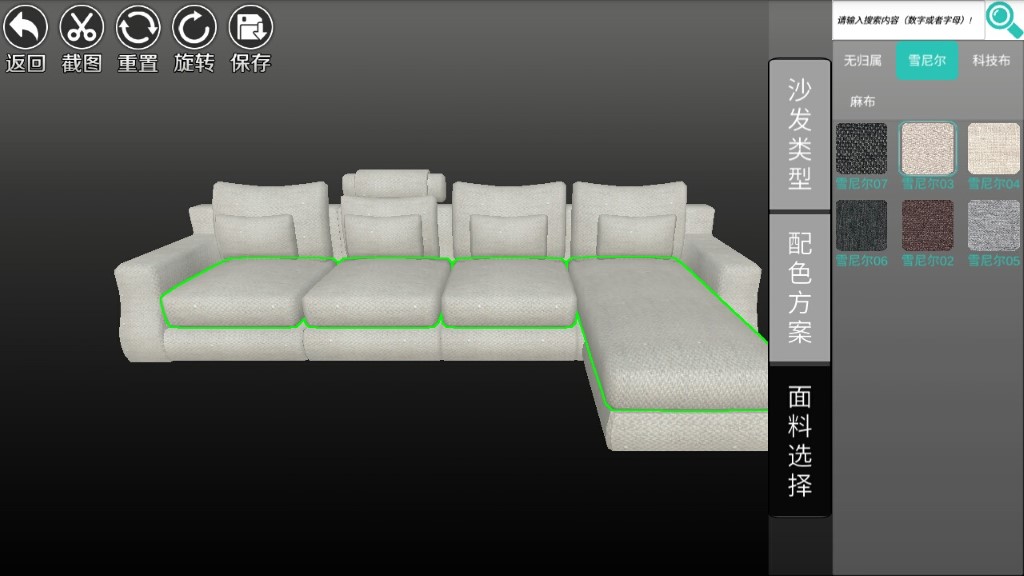 返回 截图 重置 旋转 保存
沙发类型
配色方案
面料选择
请输入搜索内容（数字或者字母）！
无归属 雪尼尔 科技布
麻布
雪尼尔07 雪尼尔03 雪尼尔04
雪尼尔06 雪尼尔02 雪尼尔05